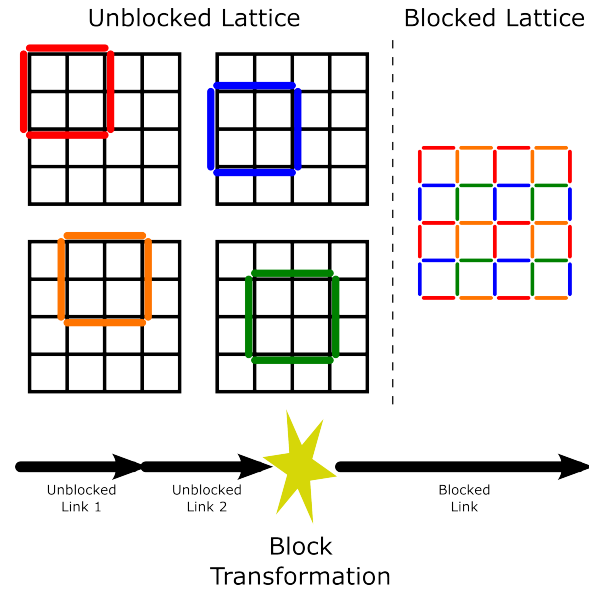 Unblocked Lattice
Blocked Lattice
Unblocked
Link 1
Unblocked
Link 2
Blocked
Link
Block
Transformation